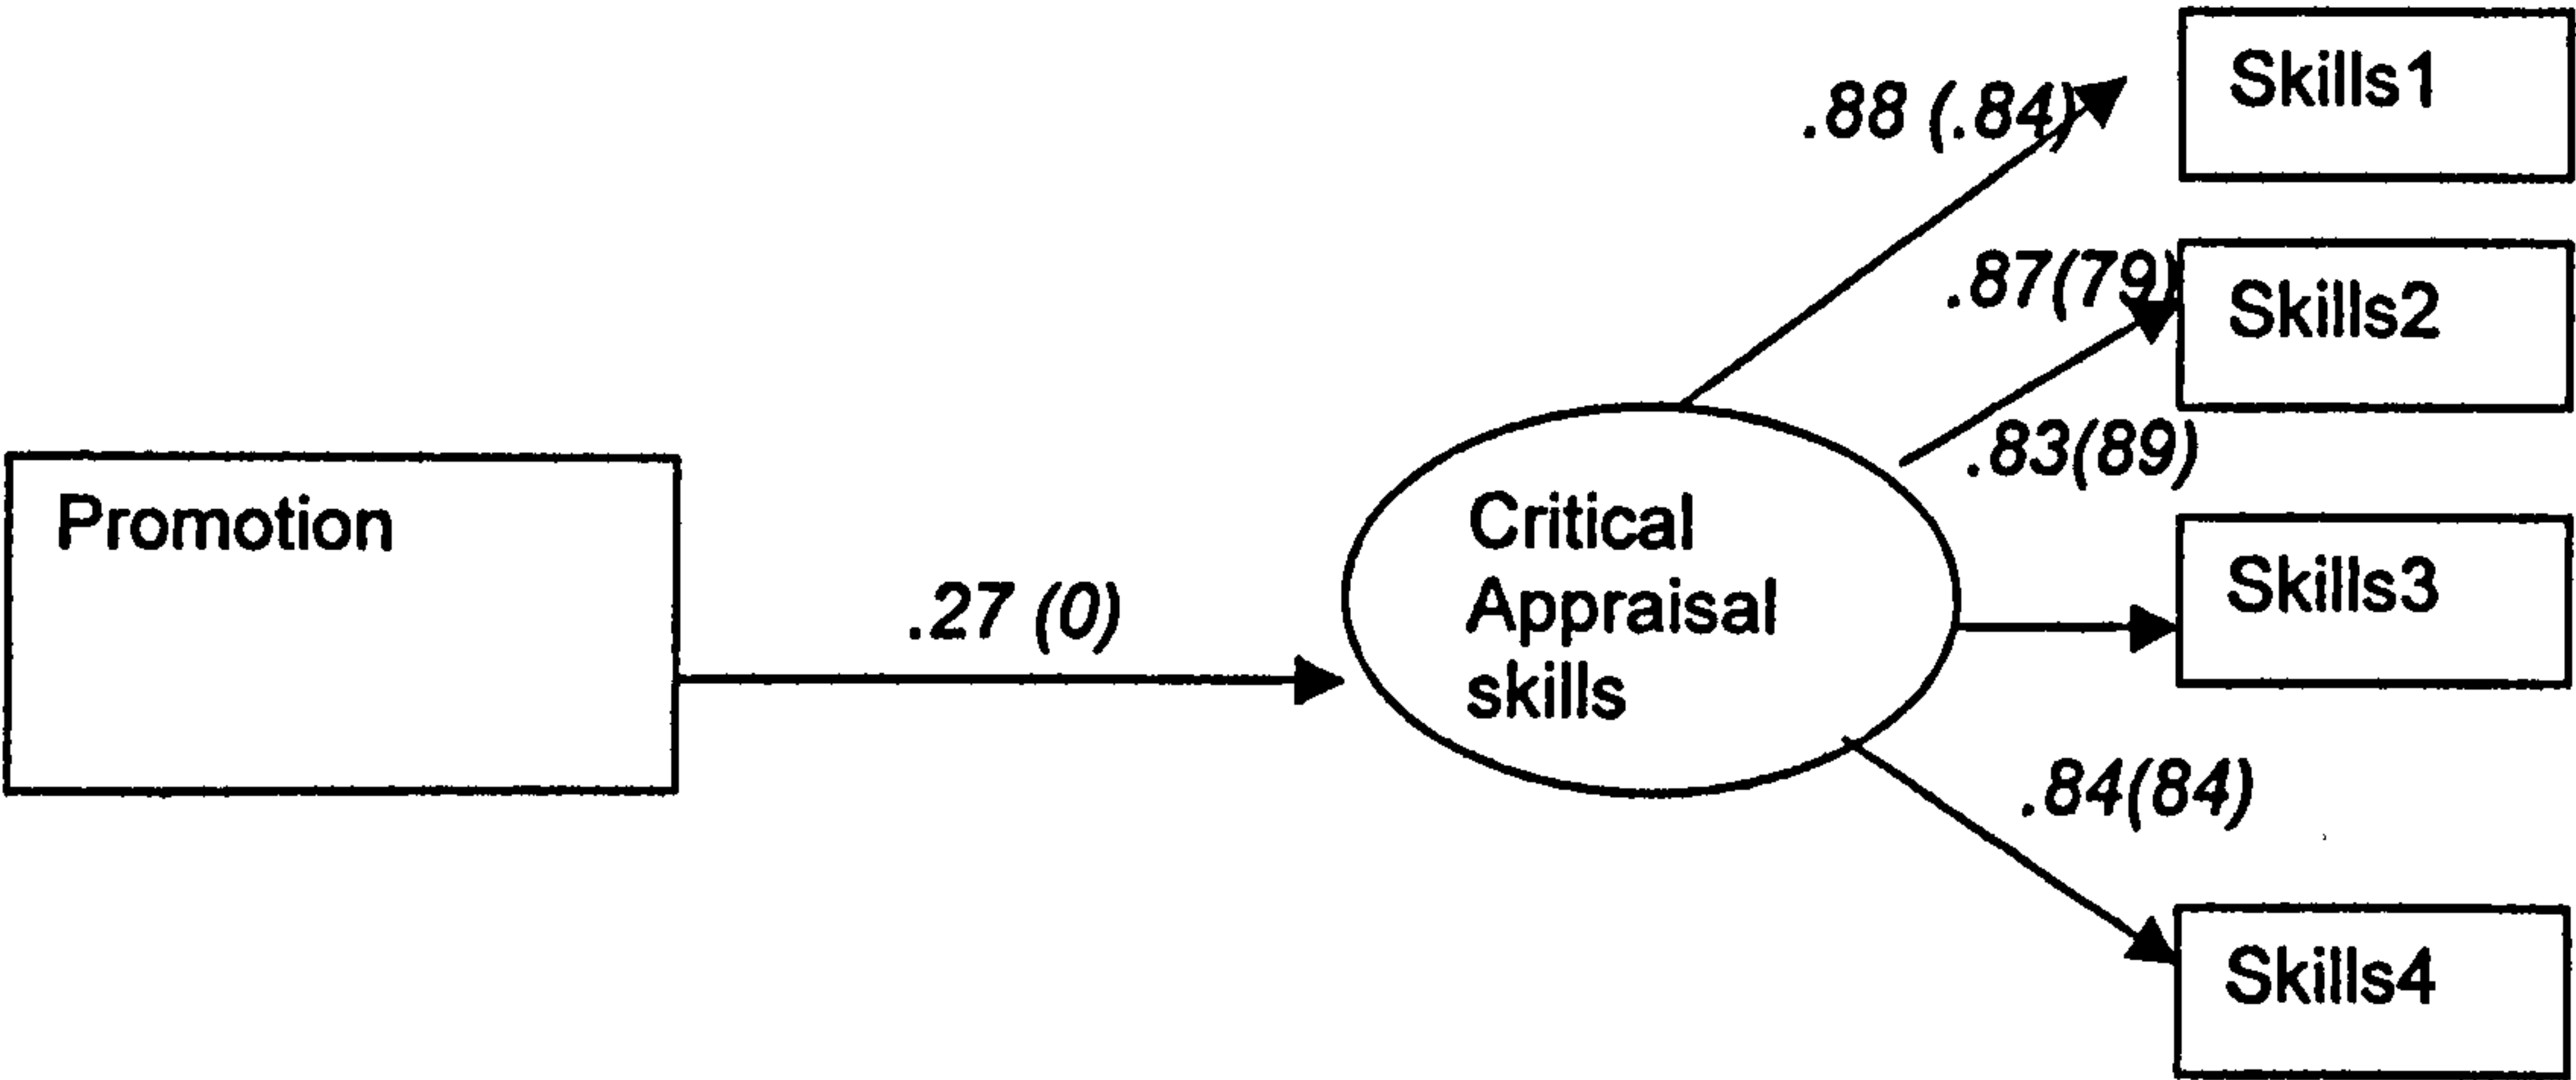 Skills1
.88 (.84)
.87(79)
Skills2
.83(89)
Promotion
Critical
Appraisal
skills
.27 (0)
Skills3
.84(84)
Skills4